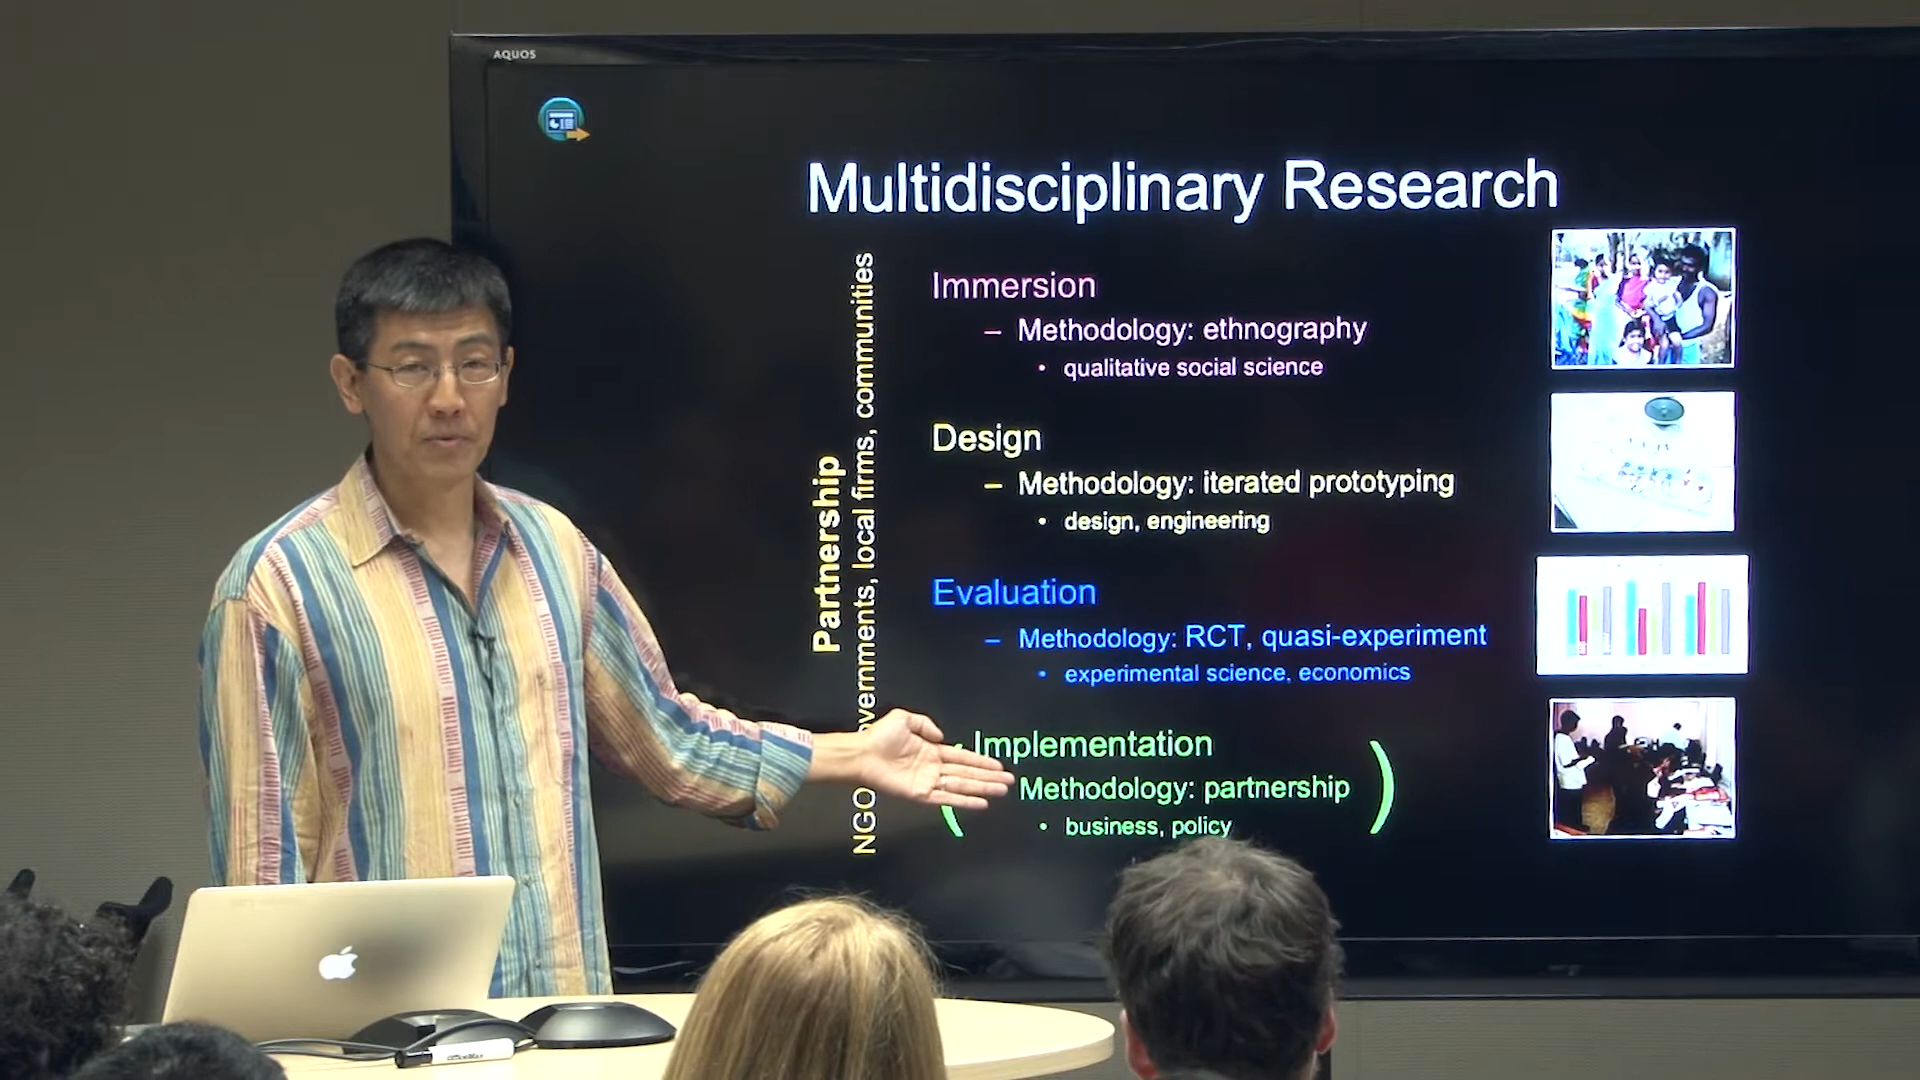 AQUOS
Multidisciplinary Research
Partnership
NGO vernments, local firms, communities
Immersion
– Methodology: ethnography
• qualitative social science
Design
– Methodology: iterated prototyping
• design, engineering
Evaluation
– Methodology: RCT, quasi-experiment
• experimental science, economics
( Implementation )
Methodology: partnership
• business, policy
OfficeMax